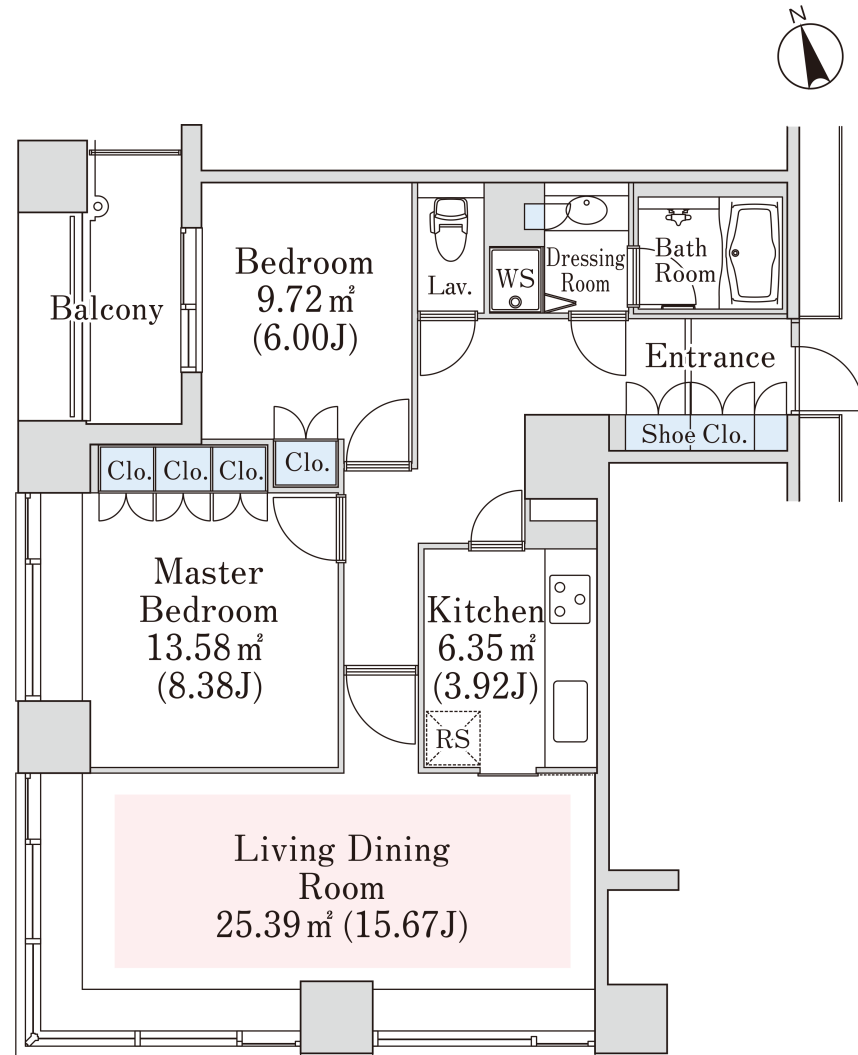 N
Bedroom
9.72㎡
(6.00J)
Balcony
Lav.
WS
Dressing
Room
Bath
Room
Entrance
Shoe Clo.
Clo.
Clo.
Clo.
Clo.
Master
Bedroom
13.58㎡
(8.38J)
Kitchen
6.35㎡
(3.92J)
RS
Living Dining
Room
25.39㎡ (15.67J)